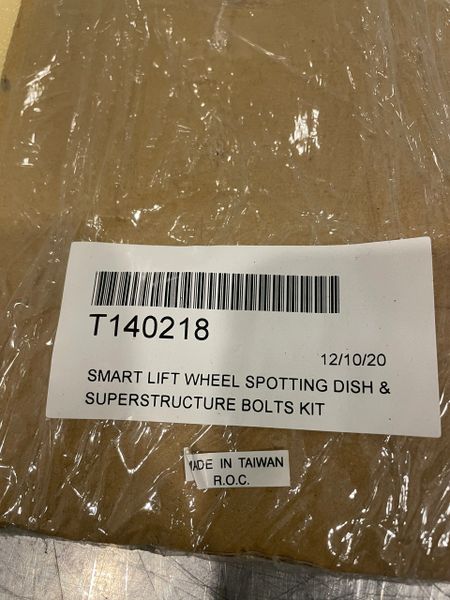 T140218
12/10/20
SMART LIFT WHEEL SPOTTING DISH &
SUPERSTRUCTURE BOLTS KIT
MADE IN TAIWAN
R.O.C.